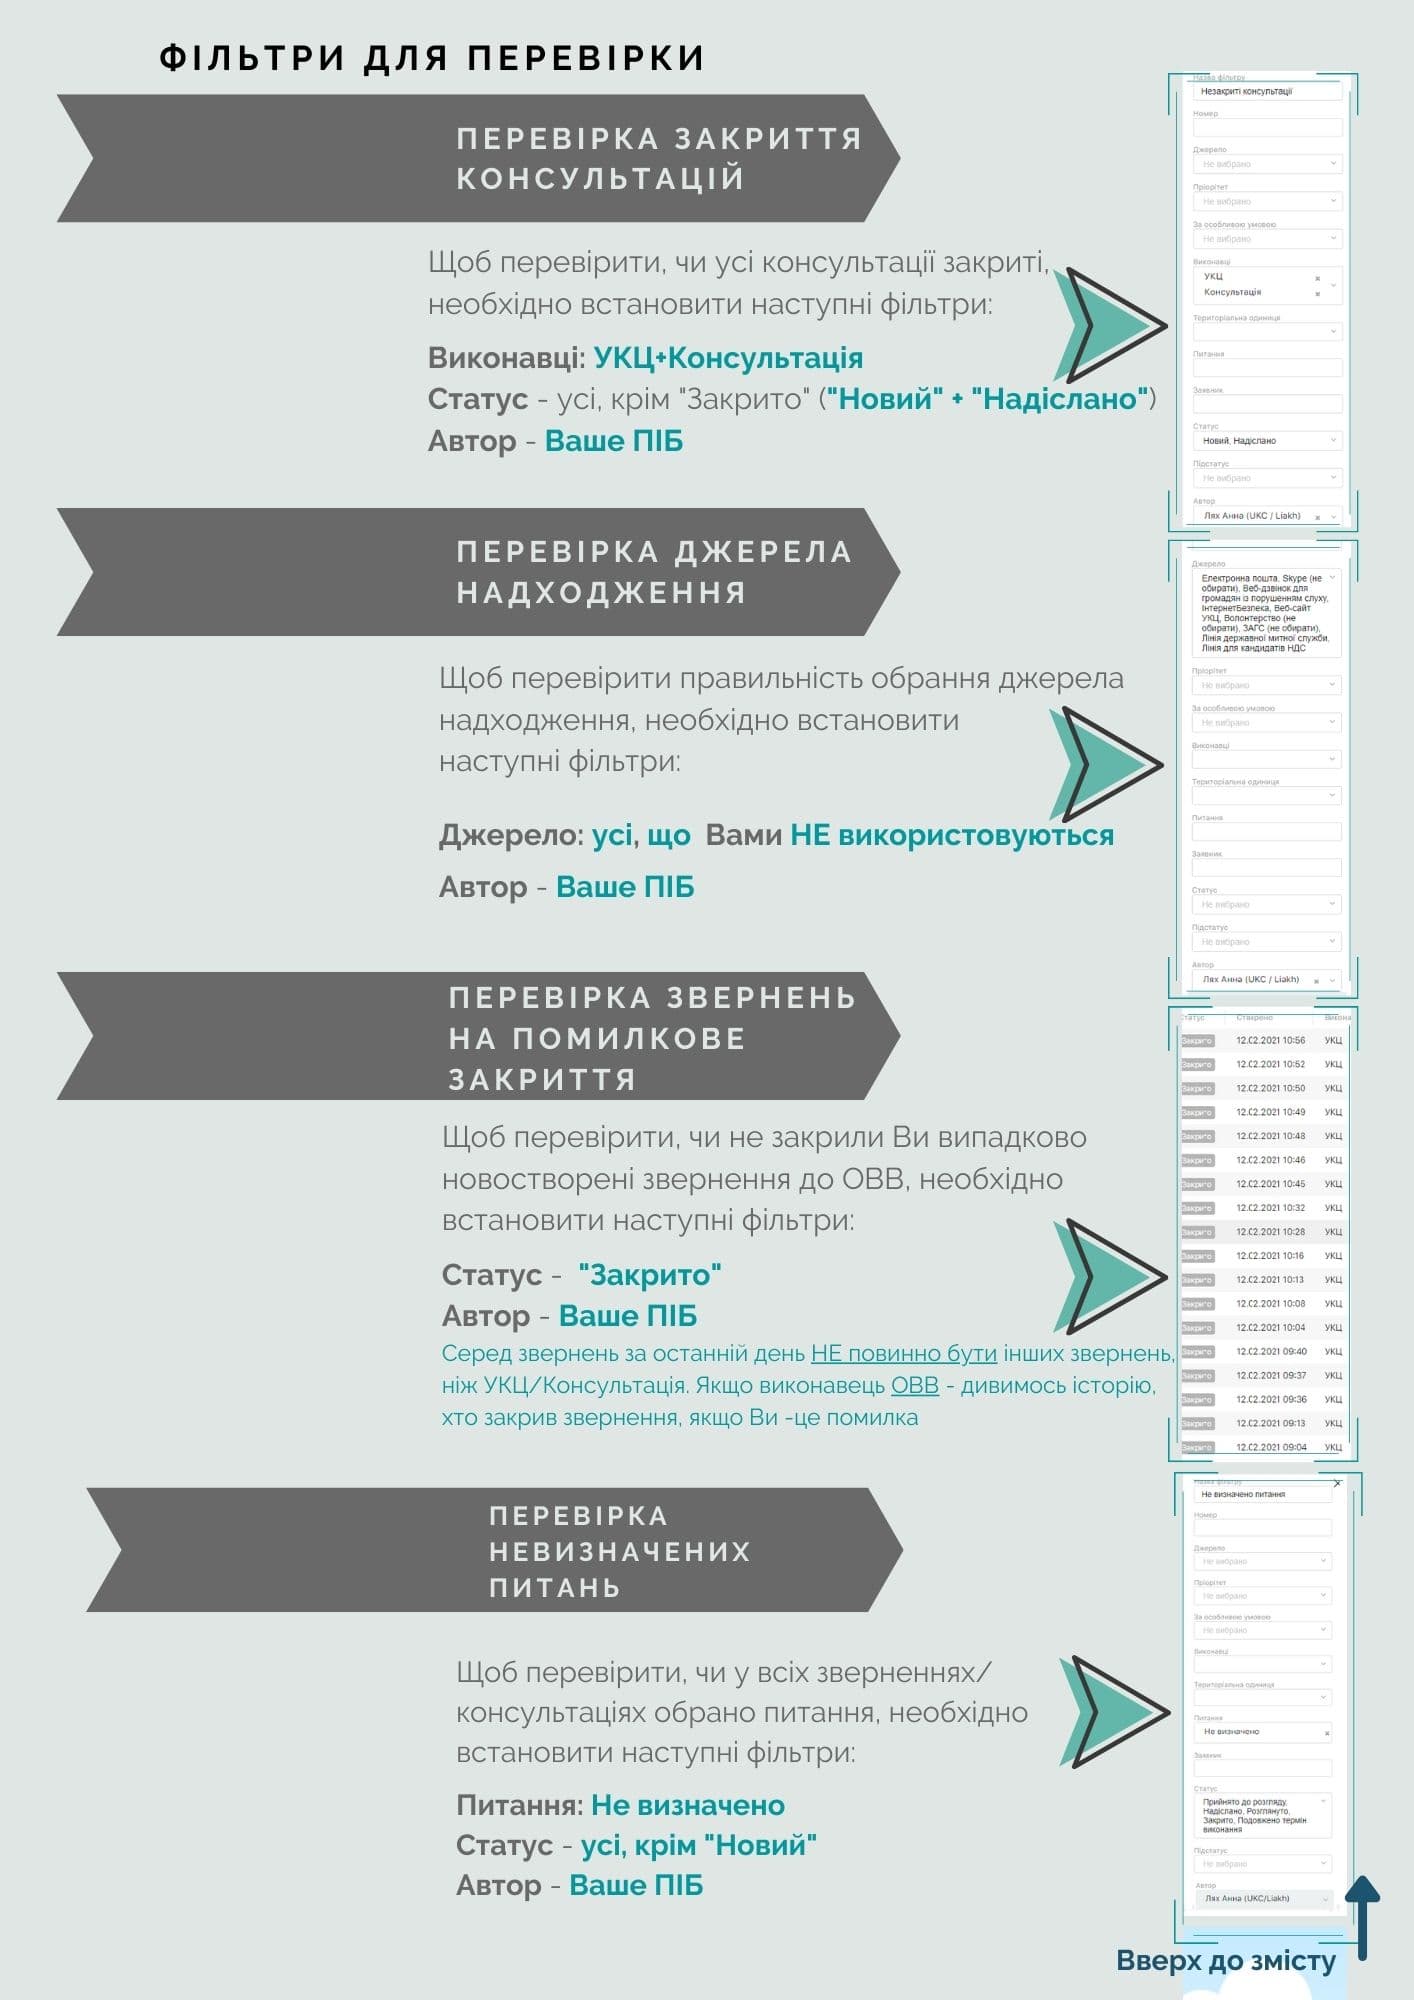 ФІЛЬТРИ ДЛЯ ПЕРЕВІРКИ
ПЕРЕВІРКА ЗАКРИТТЯ
КОНСУЛЬТАЦІЙ
Щоб перевірити, чи усі консультації закриті,
необхідно встановити наступні фільтри:
Виконавці: УКЦ+Консультація
Статус - усі, крім "Закрито" ("Новий" + "Надіслано")
Автор - Ваше ПІБ
Назва фільтру
Незакриті консультації
Номер
Джерело
Не вибрано
Пріорітет
Не вибрано
За особливою умовою
Не вибрано
Виконавці
УКЦ
Консультація
Територіальна одиниця
Питання
Заявник
Статус
Новий, Надіслано
Підстатус
Не вибрано
Автор
Лях Анна (UKC / Liakh)
ПЕРЕВІРКА ДЖЕРЕЛА
НАДХОДЖЕННЯ
Щоб перевірити правильність обрання джерела
надходження, необхідно встановити
наступні фільтри:
Джерело: усі, що Вами НЕ використовуються
Автор - Ваше ПІБ
Джерело
Електронна пошта, Skype (не
обирати), Веб-дзвінок для
громадян із порушенням слуху,
ІнтернетБезпека, Веб-сайт
УКЦ, Волонтерство (не
обирати), ЗАГС (не обирати),
Лінія державної митної служби,
Лінія для кандидатів НДС
Пріорітет
Не вибрано
За особливою умовою
Не вибрано
Виконавці
Територіальна одиниця
Питання
Заявник
Статус
Не вибрано
Підстатус
Не вибрано
Автор
Лях Анна (UKC / Liakh)
ПЕРЕВІРКА ЗВЕРНЕНЬ
НА ПОМИЛКОВЕ
ЗАКРИТТЯ
Щоб перевірити, чи не закрили Ви випадково
новостворені звернення до ОВВ, необхідно
встановити наступні фільтри:
Статус - "Закрито"
Автор - Ваше ПІБ
Серед звернень за останній день НЕ повинно бути інших звернень,
ніж УКЦ/Консультація. Якщо виконавець ОВВ - дивимось історію,
хто закрив звернення, якщо Ви -це помилка
Статус Створено Викона
Закрито 12.02.2021 10:56 УКЦ
Закрито 12.02.2021 10:52 УКЦ
Закрито 12.02.2021 10:50 УКЦ
Закрито 12.02.2021 10:49 УКЦ
Закрито 12.02.2021 10:48 УКЦ
Закрито 12.02.2021 10:46 УКЦ
Закрито 12.02.2021 10:45 УКЦ
Закрито 12.02.2021 10:32 УКЦ
Закрито 12.02.2021 10:28 УКЦ
Закрито 12.02.2021 10:16 УКЦ
Закрито 12.02.2021 10:13 УКЦ
Закрито 12.02.2021 10:08 УКЦ
Закрито 12.02.2021 10:04 УКЦ
Закрито 12.02.2021 09:40 УКЦ
Закрито 12.02.2021 09:37 УКЦ
Закрито 12.02.2021 09:36 УКЦ
Закрито 12.02.2021 09:13 УКЦ
Закрито 12.02.2021 09:04 УКЦ
ПЕРЕВІРКА
НЕВИЗНАЧЕНИХ
ПИТАНЬ
Щоб перевірити, чи у всіх зверненнях/
консультаціях обрано питання, необхідно
встановити наступні фільтри:
Питання: Не визначено
Статус - усі, крім "Новий"
Автор - Ваше ПІБ
Назва фільтру
Не визначено питання
Номер
Джерело
Не вибрано
Пріорітет
Не вибрано
За особливою умовою
Не вибрано
Виконавці
Територіальна одиниця
Питання
Не визначено
Заявник
Статус
Прийнято до розгляду,
Надіслано, Розглянуто,
Закрито, Подовжено термін
виконання
Підстатус
Не вибрано
Автор
Лях Анна (UKC/Liakh)
Вверх до змісту